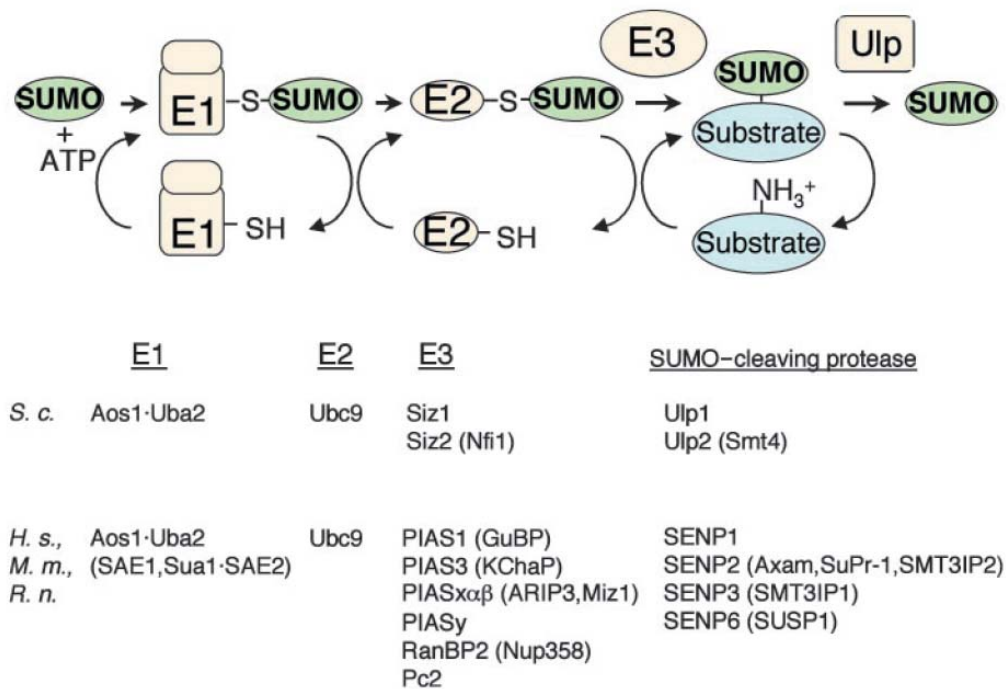 E3 Ulp
SUMO E1 -S- SUMO E2 -S- SUMO SUMO SUMO
+
ATP Substrate
NH₃⁺
E1 -SH E2 -SH Substrate
E1 E2 E3 SUMO-cleaving protease
S. c. Aos1·Uba2 Ubc9 Siz1 Ulp1
Siz2 (Nfi1) Ulp2 (Smt4)
H. s., Aos1·Uba2 Ubc9 PIAS1 (GuBP) SENP1
M. m., (SAE1,Sua1·SAE2) PIAS3 (KChaP) SENP2 (Axam,SuPr-1,SMT3IP2)
R. n. PIASxαβ (ARIP3,Miz1) SENP3 (SMT3IP1)
PIASy SENP6 (SUSP1)
RanBP2 (Nup358)
Pc2